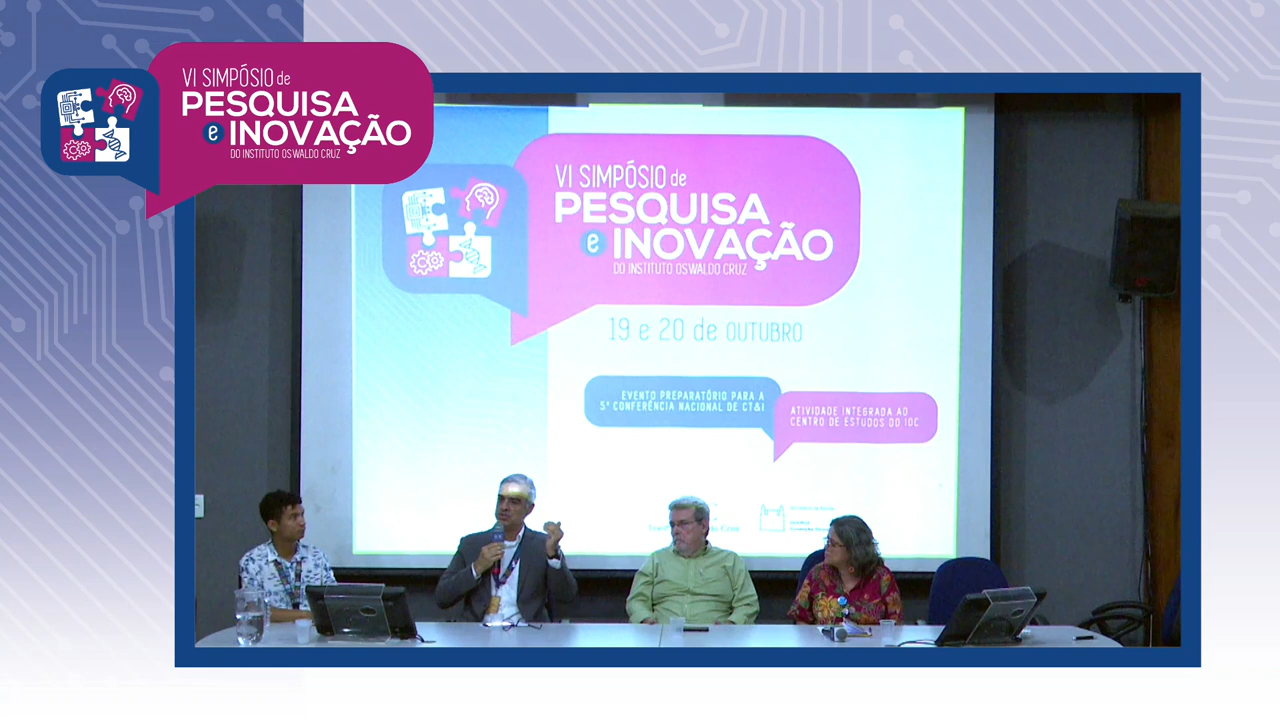 VI SIMPÓSIO de
PESQUISA
e INOVAÇÃO
DO INSTITUTO OSWALDO CRUZ
VI SIMPÓSIO de
PESQUISA
e INOVAÇÃO
DO INSTITUTO OSWALDO CRUZ
19 e 20 de OUTUBRO
EVENTO PREPARATÓRIO PARA A
5ª CONFERÊNCIA NACIONAL DE CT&I
ATIVIDADE INTEGRADA AO
CENTRO DE ESTUDOS DO IOC